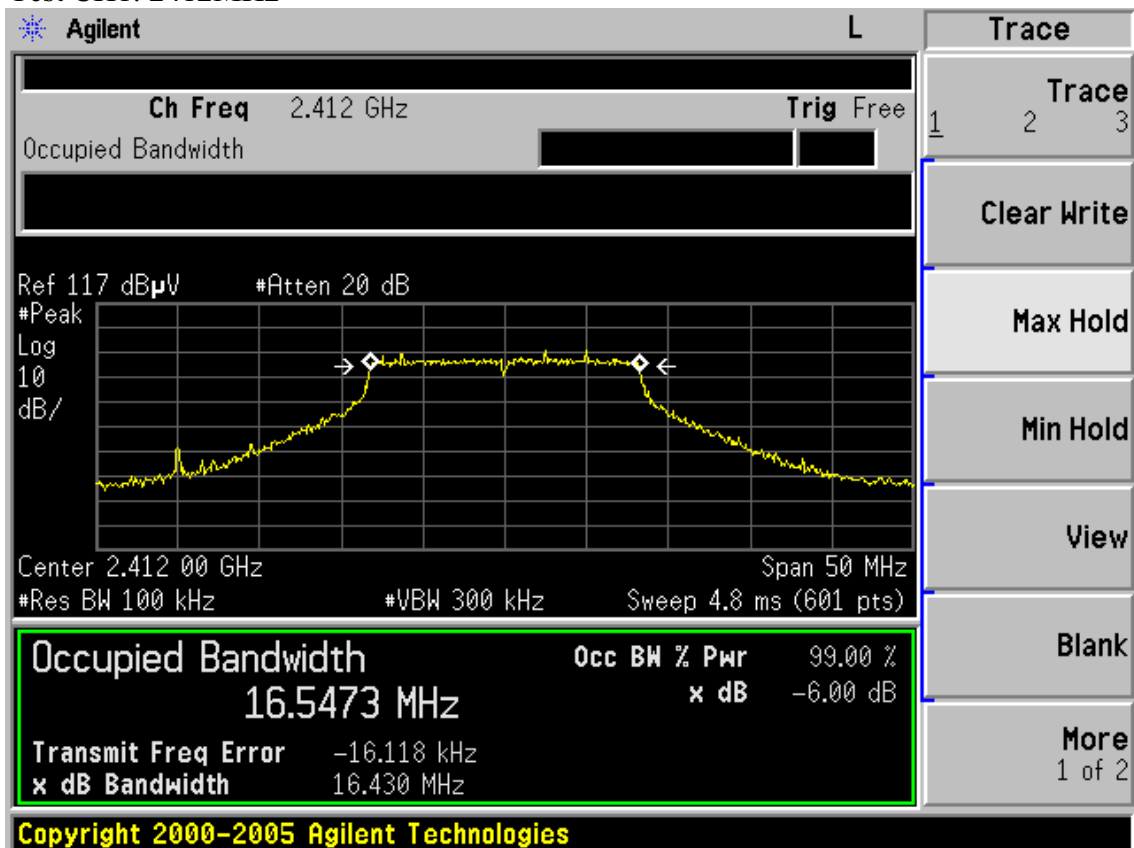 Agilent L Trace
Ch Freq 2.412 GHz Trig Free
Occupied Bandwidth
Trace
1 2 3
Clear Write
Ref 117 dBµV #Atten 20 dB
#Peak
Log
10
dB/
Max Hold
Min Hold
View
Center 2.412 00 GHz Span 50 MHz
#Res BW 100 kHz #VBW 300 kHz Sweep 4.8 ms (601 pts)
Occupied Bandwidth Occ BW % Pwr 99.00 %
16.5473 MHz x dB -6.00 dB
Blank
Transmit Freq Error -16.118 kHz
x dB Bandwidth 16.430 MHz
More
1 of 2
Copyright 2000-2005 Agilent Technologies